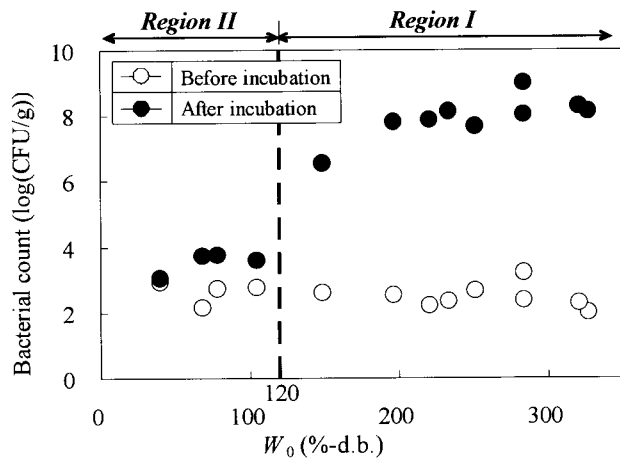 Region II Region I
10
8
6
4
2
0
Bacterial count (log(CFU/g))
Before incubation
After incubation
0 100 120 200 300
W0 (%-d.b.)